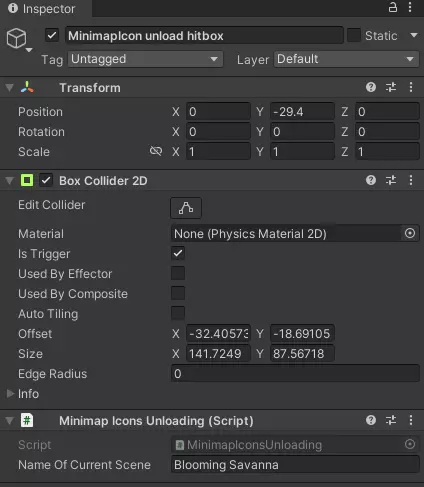 Inspector
MinimapIcon unload hitbox Static
Tag Untagged Layer Default
Transform
Position X 0 Y -29.4 Z 0
Rotation X 0 Y 0 Z 0
Scale X 1 Y 1 Z 1
Box Collider 2D
Edit Collider
Material None (Physics Material 2D)
Is Trigger
Used By Effector
Used By Composite
Auto Tiling
Offset X -32.40573 Y -18.69105
Size X 141.7249 Y 87.56718
Edge Radius 0
Info
Minimap Icons Unloading (Script)
Script MinimapIconsUnloading
Name Of Current Scene Blooming Savanna